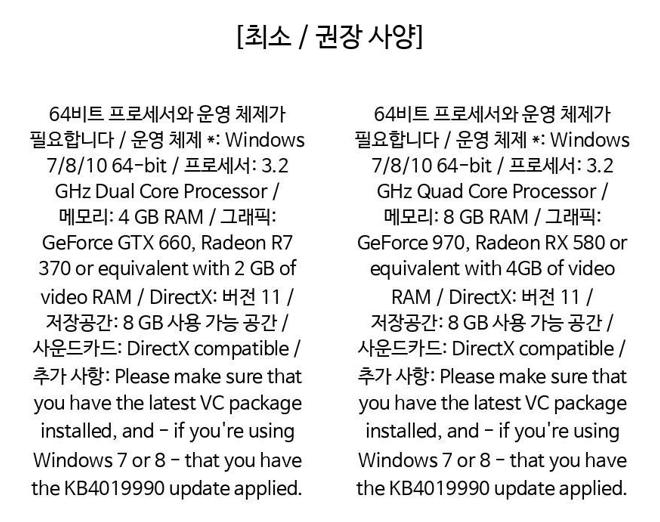 [최소 / 권장 사양]
64비트 프로세서와 운영 체제가
필요합니다 / 운영 체제 *: Windows
7/8/10 64-bit / 프로세서: 3.2
GHz Dual Core Processor /
메모리: 4 GB RAM / 그래픽:
GeForce GTX 660, Radeon R7
370 or equivalent with 2 GB of
video RAM / DirectX: 버전 11 /
저장공간: 8 GB 사용 가능 공간 /
사운드카드: DirectX compatible /
추가 사항: Please make sure that
you have the latest VC package
installed, and – if you're using
Windows 7 or 8 – that you have
the KB4019990 update applied.
64비트 프로세서와 운영 체제가
필요합니다 / 운영 체제 *: Windows
7/8/10 64-bit / 프로세서: 3.2
GHz Quad Core Processor /
메모리: 8 GB RAM / 그래픽:
GeForce 970, Radeon RX 580 or
equivalent with 4GB of video
RAM / DirectX: 버전 11 /
저장공간: 8 GB 사용 가능 공간 /
사운드카드: DirectX compatible /
추가 사항: Please make sure that
you have the latest VC package
installed, and – if you're using
Windows 7 or 8 – that you have
the KB4019990 update applied.